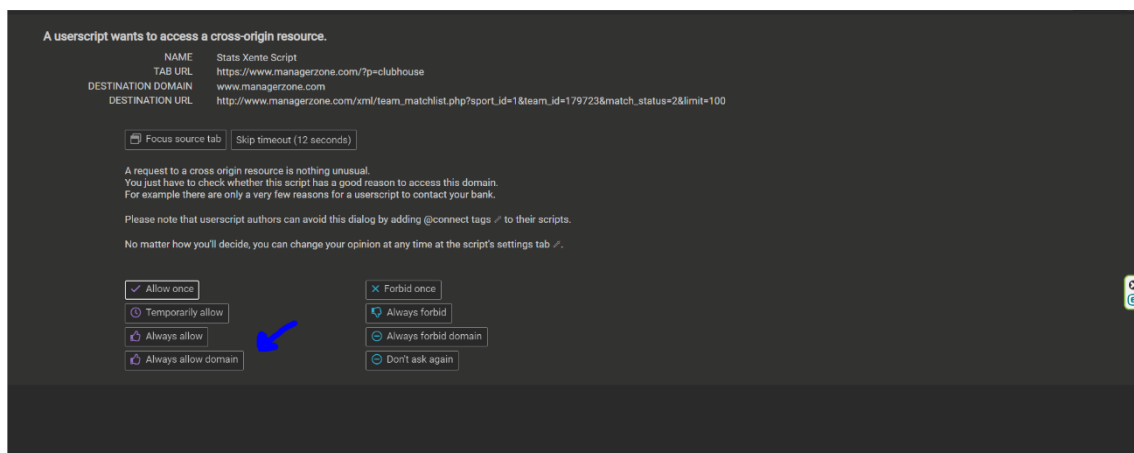 A userscript wants to access a cross-origin resource.
NAME Stats Xente Script
TAB URL https://www.managerzone.com/?p=clubhouse
DESTINATION DOMAIN www.managerzone.com
DESTINATION URL http://www.managerzone.com/xml/team_matchlist.php?sport_id=1&team_id=179723&match_status=2&limit=100
Focus source tab Skip timeout (12 seconds)
A request to a cross origin resource is nothing unusual.
You just have to check whether this script has a good reason to access this domain.
For example there are only a very few reasons for a userscript to contact your bank.
Please note that userscript authors can avoid this dialog by adding @connect tags to their scripts.
No matter how you'll decide, you can change your opinion at any time at the script's settings tab .
Allow once Forbid once
Temporarily allow Always forbid
Always allow Always forbid domain
Always allow domain Don't ask again